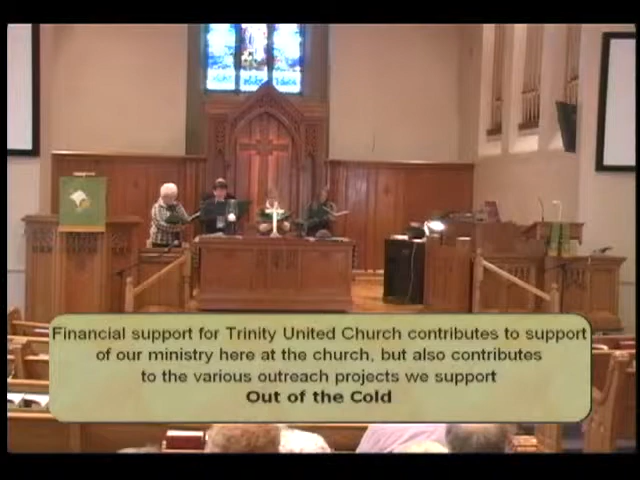 Financial support for Trinity United Church contributes to support
of our ministry here at the church, but also contributes
to the various outreach projects we support
Out of the Cold